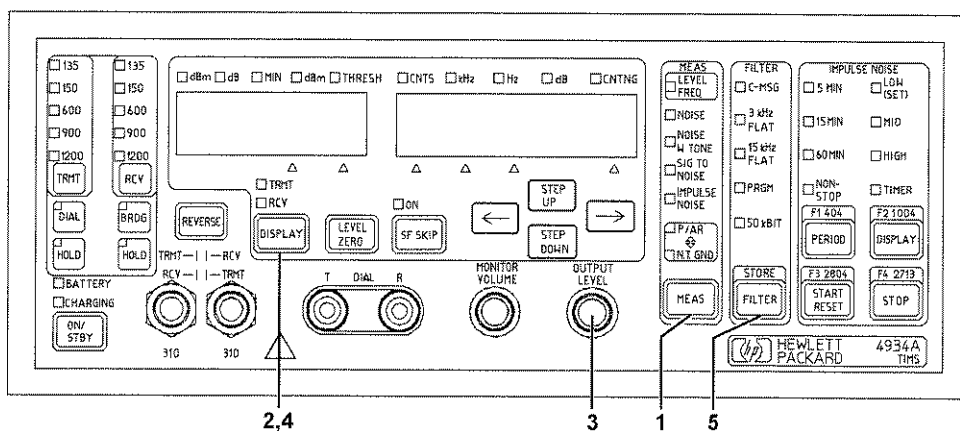 135
150
600
900
1200
TRMT
135
150
600
900
1200
RCV
DIAL
HOLD
BRDG
HOLD
BATTERY
CHARGING
ON/
STBY
dBm dB MIN dBm THRESH
CNTS kHz Hz dB CNTNG
TRMT
RCV
DISPLAY
REVERSE
LEVEL
ZERO
ON
SF SKIP
STEP
UP
STEP
DOWN
TRMT RCV
RCV TRMT
310 310
T DIAL R
MONITOR
VOLUME
OUTPUT
LEVEL
MEAS
LEVEL
FREQ
NOISE
NOISE
W TONE
SIG TO
NOISE
IMPULSE
NOISE
P/AR
N.T. GND
MEAS
FILTER
C-MSG
3 kHz
FLAT
15 kHz
FLAT
PRGM
50 kBIT
STORE
FILTER
IMPULSE NOISE
5 MIN
LOW
(SET)
15MIN
MID
60MIN
HIGH
NON-
STOP
TIMER
F1 404
PERIOD
F2 1004
DISPLAY
F3 2804
START
RESET
F4 2713
STOP
hp HEWLETT
PACKARD
4934A
TIMS
2,4 3 1 5